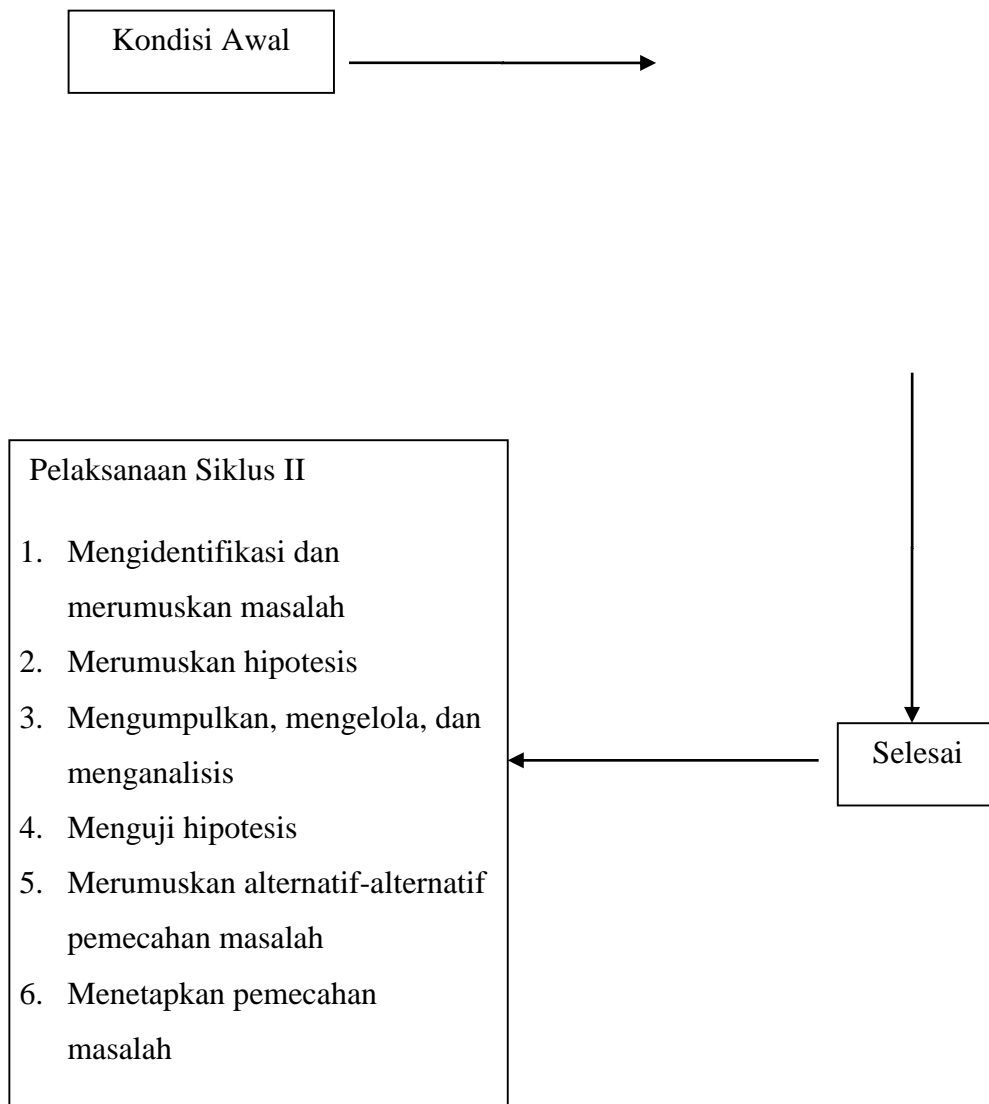 Kondisi Awal
Pelaksanaan Siklus II
1. Mengidentifikasi dan
merumuskan masalah
2. Merumuskan hipotesis
3. Mengumpulkan, mengelola, dan
menganalisis
4. Menguji hipotesis
5. Merumuskan alternatif-alternatif
pemecahan masalah
6. Menetapkan pemecahan
masalah
Selesai